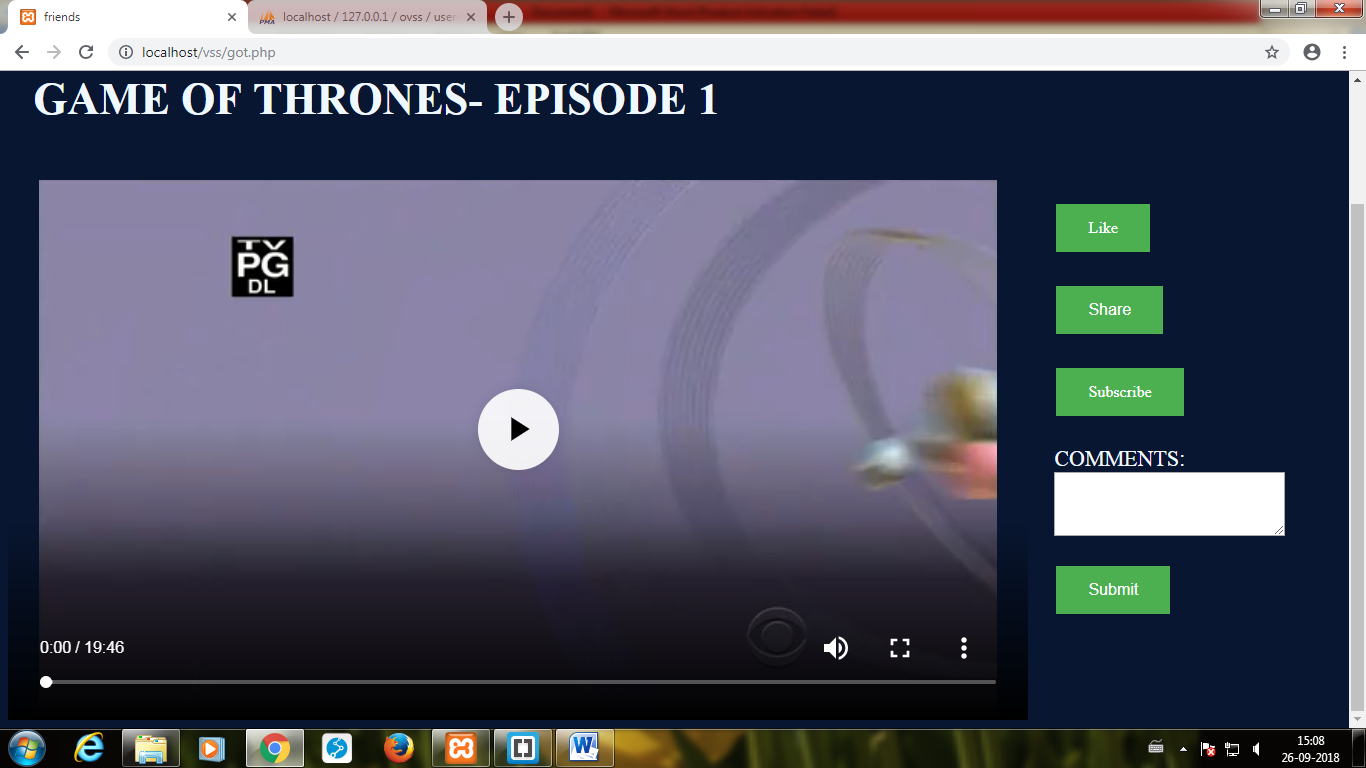 friends
localhost / 127.0.0.1 / ovss / user
localhost/vss/got.php
GAME OF THRONES- EPISODE 1
TV
PG
DL
Like
Share
Subscribe
COMMENTS:
Submit
0:00 / 19:46
15:08
26-09-2018